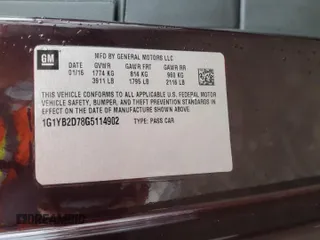 GM
MFD BY GENERAL MOTORS LLC
DATE GVWR GAWR FRT GAWR RR
01/16 1774 KG 814 KG 960 KG
3911 LB 1795 LB 2116 LB
THIS VEHICLE CONFORMS TO ALL APPLICABLE U.S. FEDERAL MOTOR
VEHICLE SAFETY, BUMPER, AND THEFT PREVENTION STANDARDS
IN EFFECT ON THE DATE OF MANUFACTURE SHOWN ABOVE.
1G1YB2D78G5114902 TYPE: PASS CAR
DREAMBID